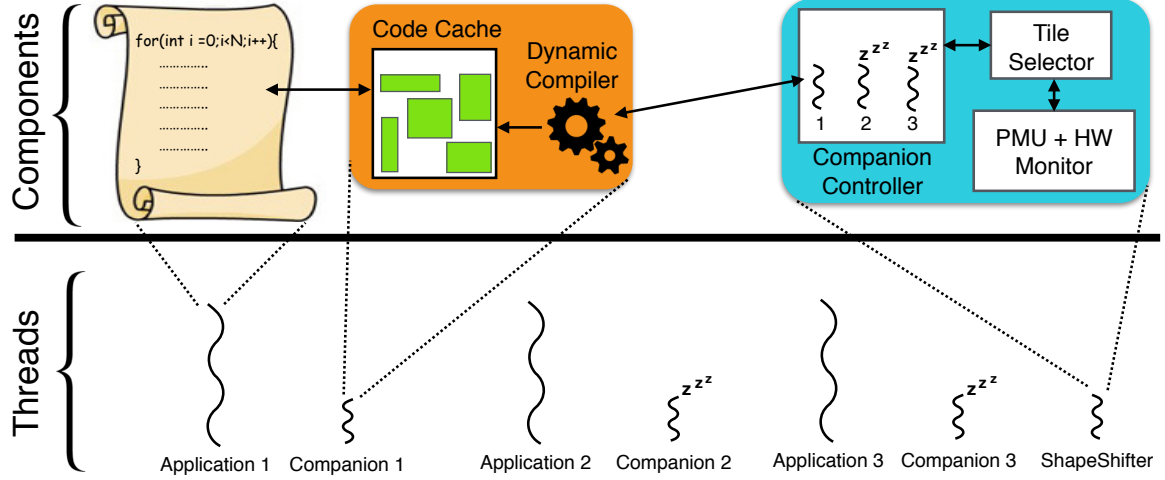 Components
for(int i =0;i<N;i++){
.............
.............
.............
.............
.............
}
Code Cache
Dynamic
Compiler
z z z
z z z
1 2 3
Companion
Controller
Tile
Selector
PMU + HW
Monitor
Threads
z z z
z z z
Application 1
Companion 1
Application 2
Companion 2
Application 3
Companion 3
ShapeShifter